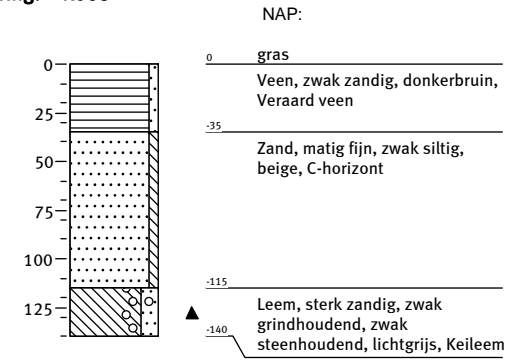 NAP:
0
gras
0
Veen, zwak zandig, donkerbruin,
Veraard veen
25
-35
Zand, matig fijn, zwak siltig,
beige, C-horizont
50
75
100
-115
Leem, sterk zandig, zwak
grindhoudend, zwak
steenhoudend, lichtgrijs, Keileem
125
-140